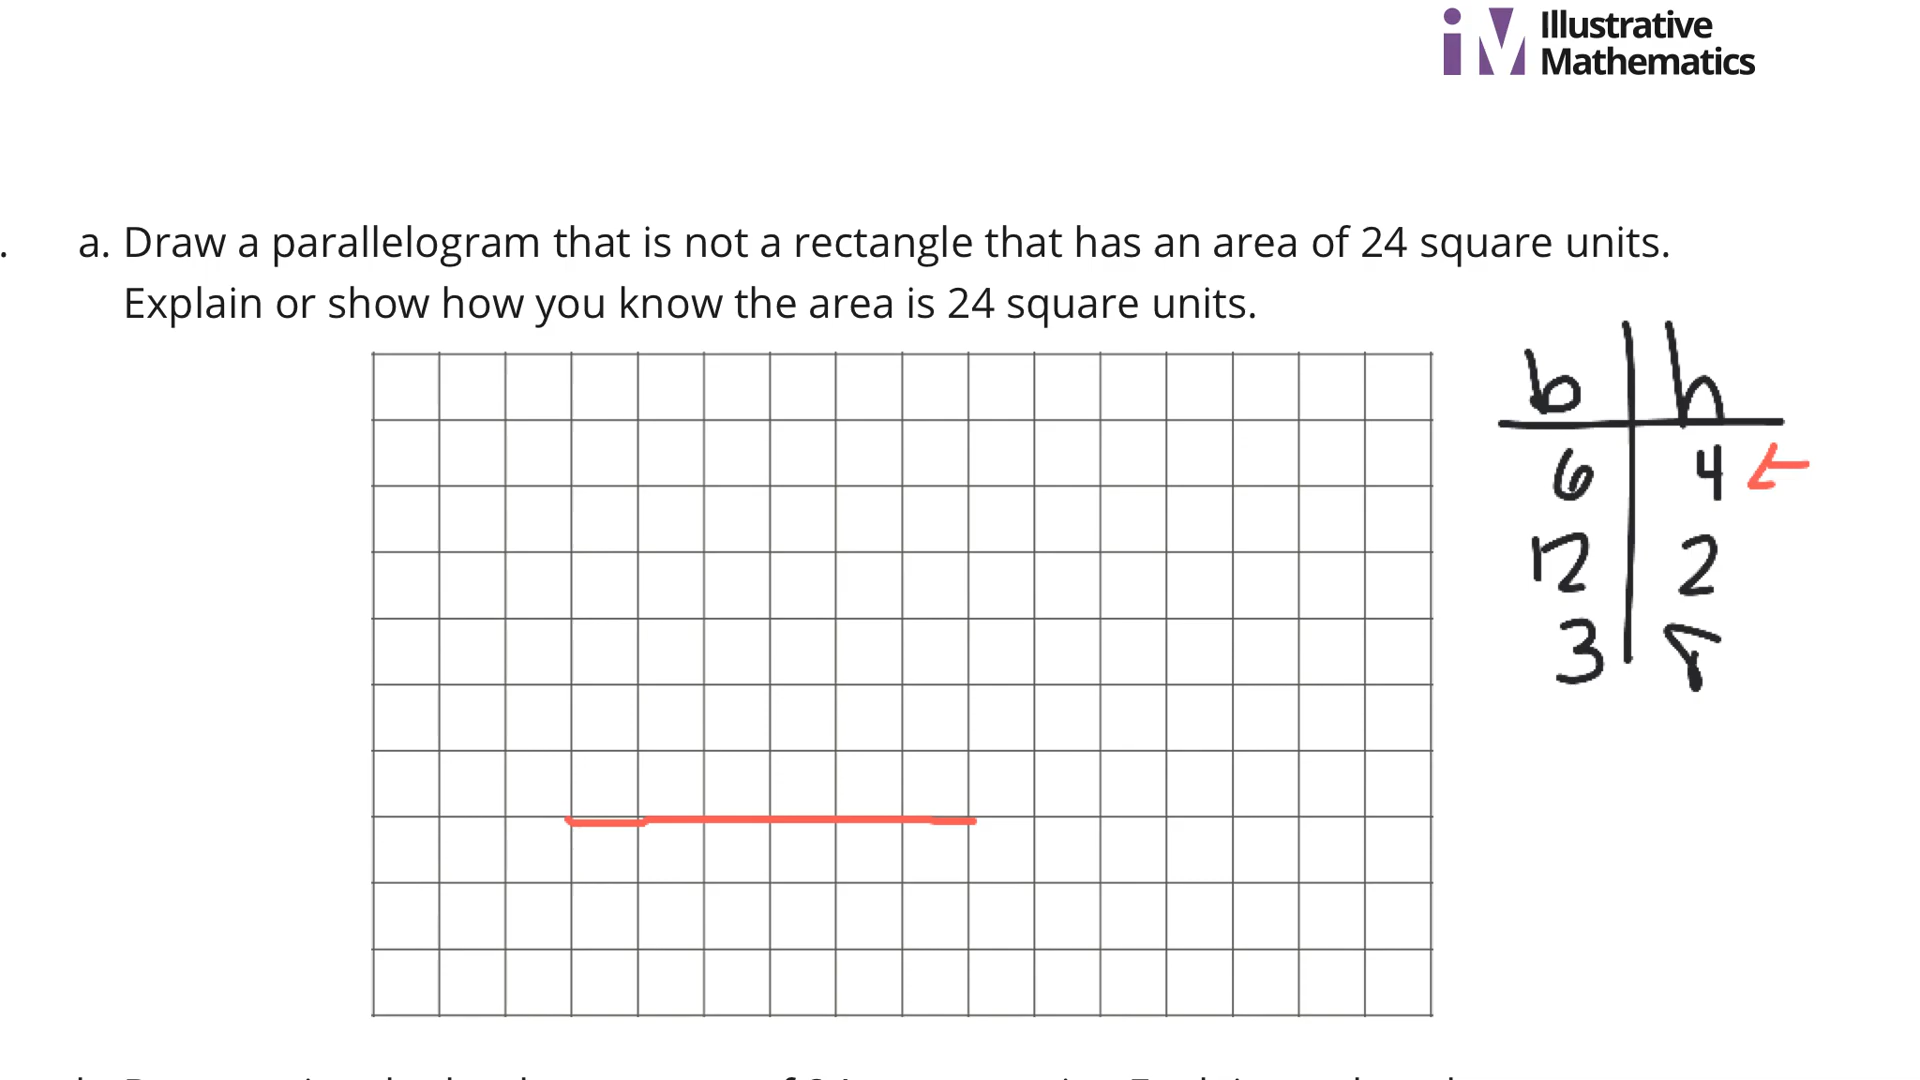 Illustrative
Mathematics
. a. Draw a parallelogram that is not a rectangle that has an area of 24 square units.
Explain or show how you know the area is 24 square units.
b h
6 4
12 2
3 8